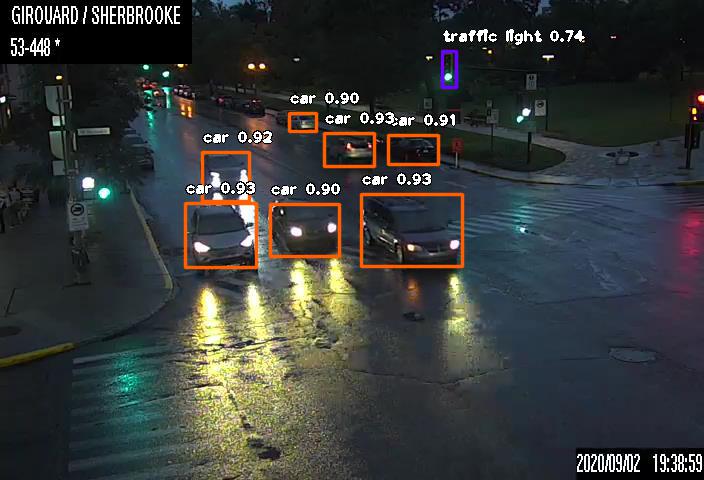 GIROUARD / SHERBROOKE
53-448 *
traffic light 0.74
car 0.90
car 0.93
car 0.91
car 0.92
car 0.93
car 0.90
car 0.93
2020/09/02 19:38:59